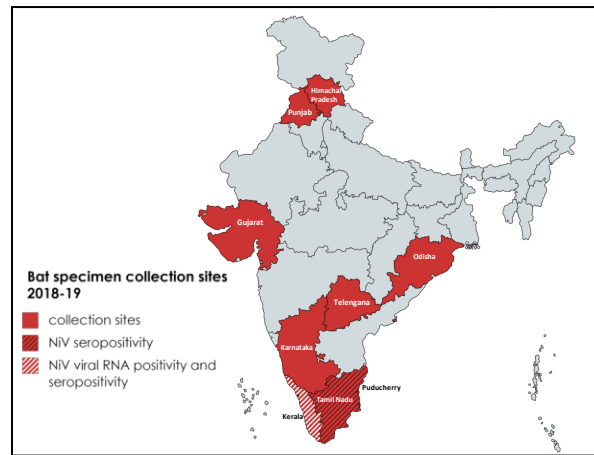 Himachal
Pradesh
Punjab
Gujarat
Odisha
Telengana
Karnataka
Puducherry
Tamil Nadu
Kerala
Bat specimen collection sites
2018-19
collection sites
NiV seropositivity
NiV viral RNA positivity and
seropositivity